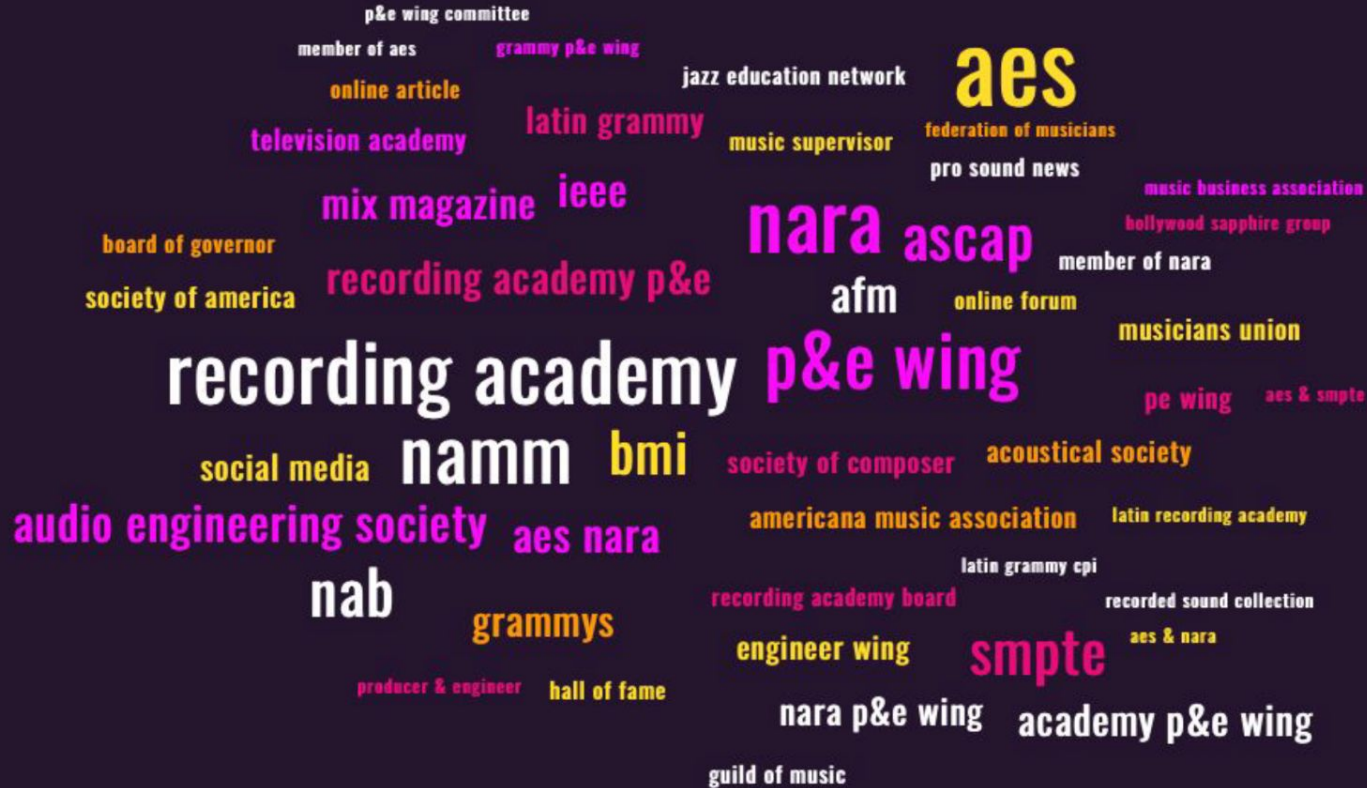 p&e wing committee
member of aes
grammy p&e wing
jazz education network
aes
online article
latin grammy
federation of musicians
television academy
music supervisor
pro sound news
mix magazine
ieee
music business association
nara
ascap
hollywood sapphire group
board of governor
member of nara
recording academy p&e
society of america
afm
online forum
musicians union
recording academy
p&e wing
pe wing
aes & smpte
social media
namm
bmi
society of composer
acoustical society
audio engineering society
aes nara
americana music association
latin recording academy
latin grammy cpi
nab
recording academy board
recorded sound collection
grammys
engineer wing
smpte
aes & nara
producer & engineer
hall of fame
nara p&e wing
academy p&e wing
guild of music